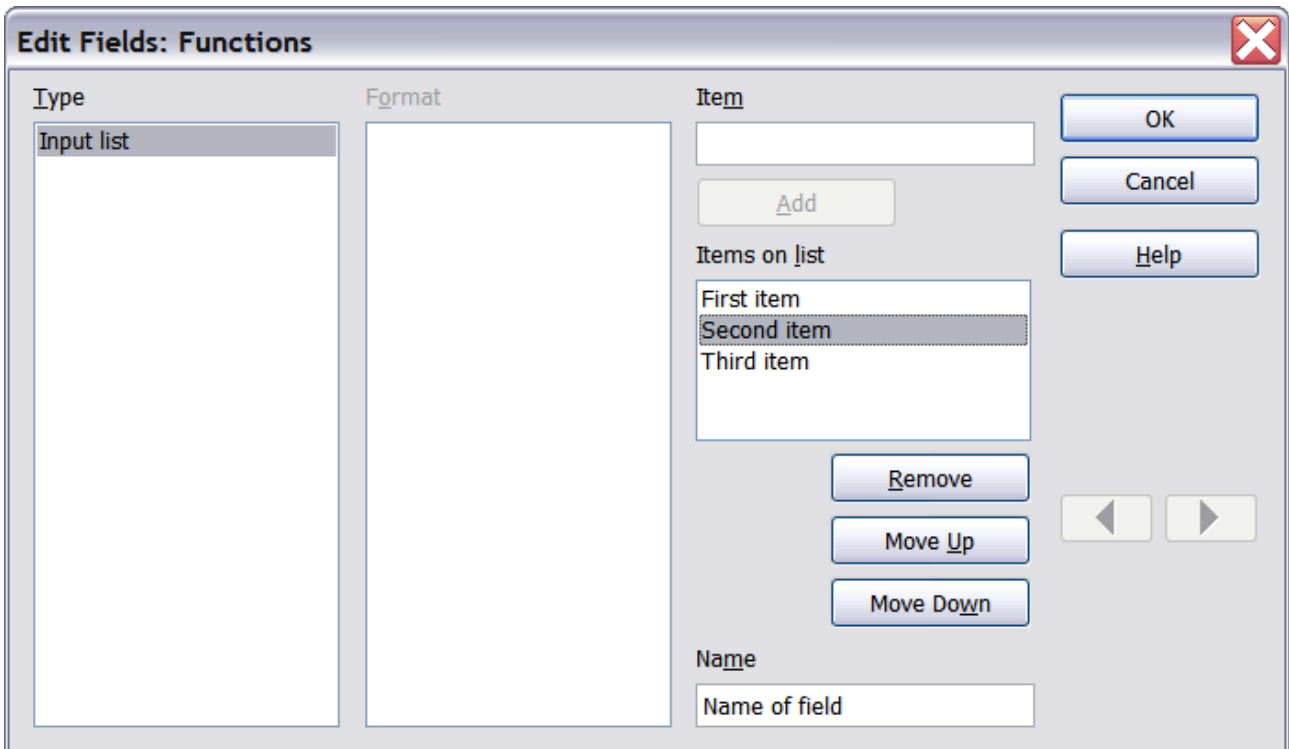 Edit Fields: Functions
Type
Format
Item
OK
Input list
Cancel
Add
Items on list
Help
First item
Second item
Third item
Remove
Move Up
Move Down
Name
Name of field